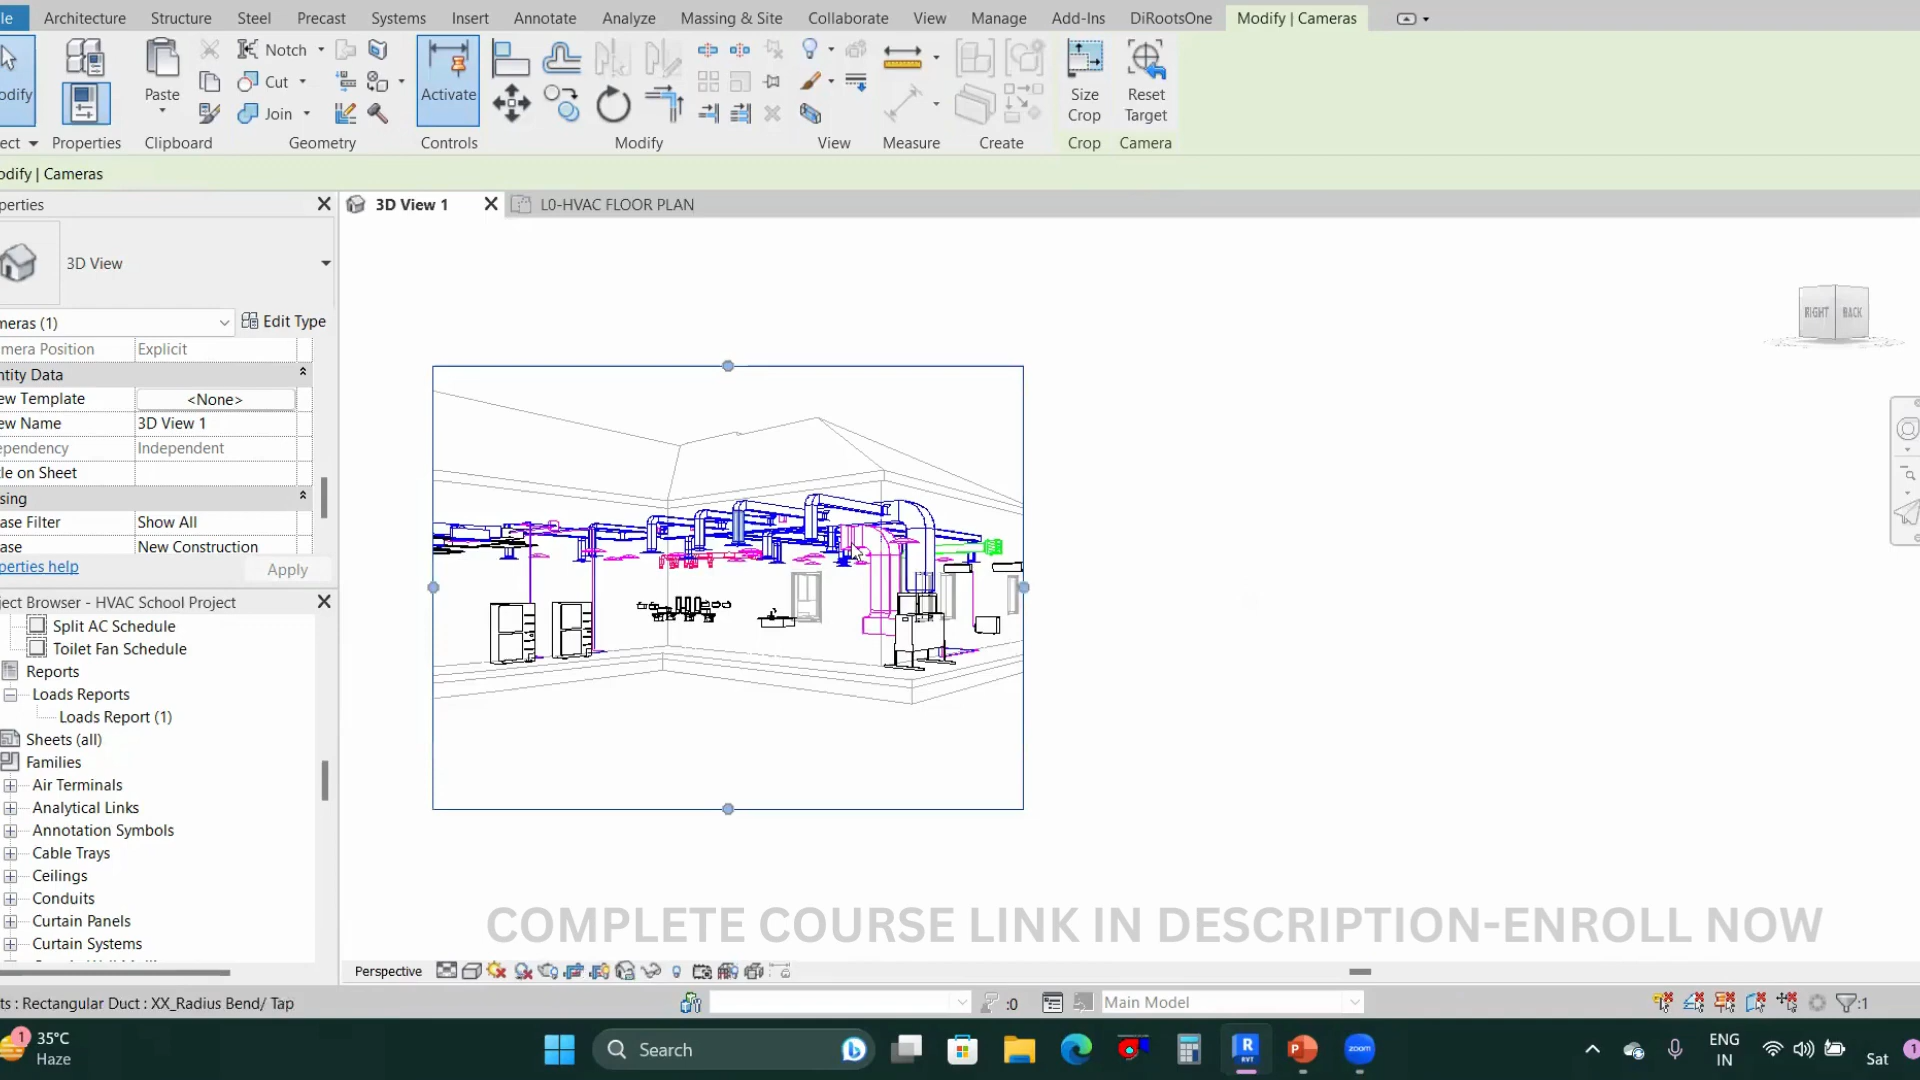 le Architecture Structure Steel Precast Systems Insert Annotate Analyze Massing & Site Collaborate View Manage Add-Ins DiRootsOne Modify | Cameras
Notch
Cut
Join
odify
Paste
Activate
Size
Crop
Reset
Target
ect Properties Clipboard Geometry Controls Modify View Measure Create Crop Camera
odify | Cameras
perties
3D View 1 L0-HVAC FLOOR PLAN
3D View
RIGHT BACK
meras (1) Edit Type
mera Position Explicit
ntity Data
ew Template <None>
ew Name 3D View 1
ependency Independent
tle on Sheet
sing
ase Filter Show All
ase New Construction
perties help Apply
ject Browser - HVAC School Project
Split AC Schedule
Toilet Fan Schedule
Reports
Loads Reports
Loads Report (1)
Sheets (all)
Families
Air Terminals
Analytical Links
Annotation Symbols
Cable Trays
Ceilings
Conduits
Curtain Panels
Curtain Systems
COMPLETE COURSE LINK IN DESCRIPTION-ENROLL NOW
Perspective
ts : Rectangular Duct : XX_Radius Bend/ Tap :0 Main Model :1
1 35°C
Haze
Search
R
RVT
P
zoom
ENG
IN
Sat
1